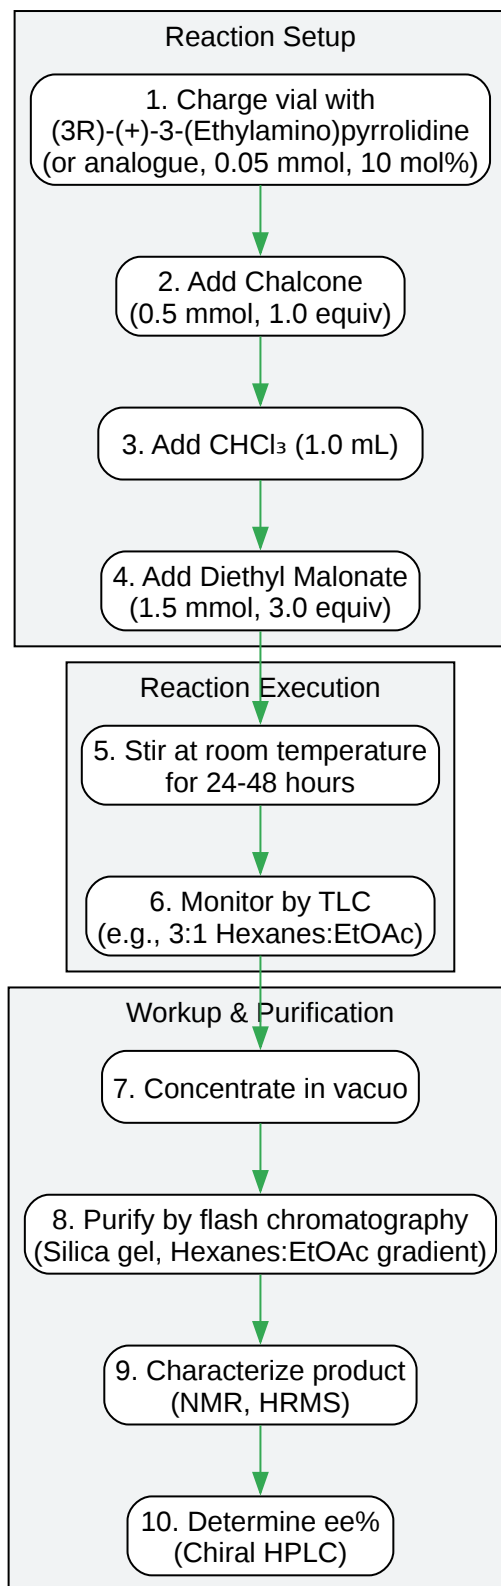 Reaction Setup
1. Charge vial with
(3R)-(+)-3-(Ethylamino)pyrrolidine
(or analogue, 0.05 mmol, 10 mol%)
2. Add Chalcone
(0.5 mmol, 1.0 equiv)
3. Add CHCl₃ (1.0 mL)
4. Add Diethyl Malonate
(1.5 mmol, 3.0 equiv)
Reaction Execution
5. Stir at room temperature
for 24-48 hours
6. Monitor by TLC
(e.g., 3:1 Hexanes:EtOAc)
Workup & Purification
7. Concentrate in vacuo
8. Purify by flash chromatography
(Silica gel, Hexanes:EtOAc gradient)
9. Characterize product
(NMR, HRMS)
10. Determine ee%
(Chiral HPLC)